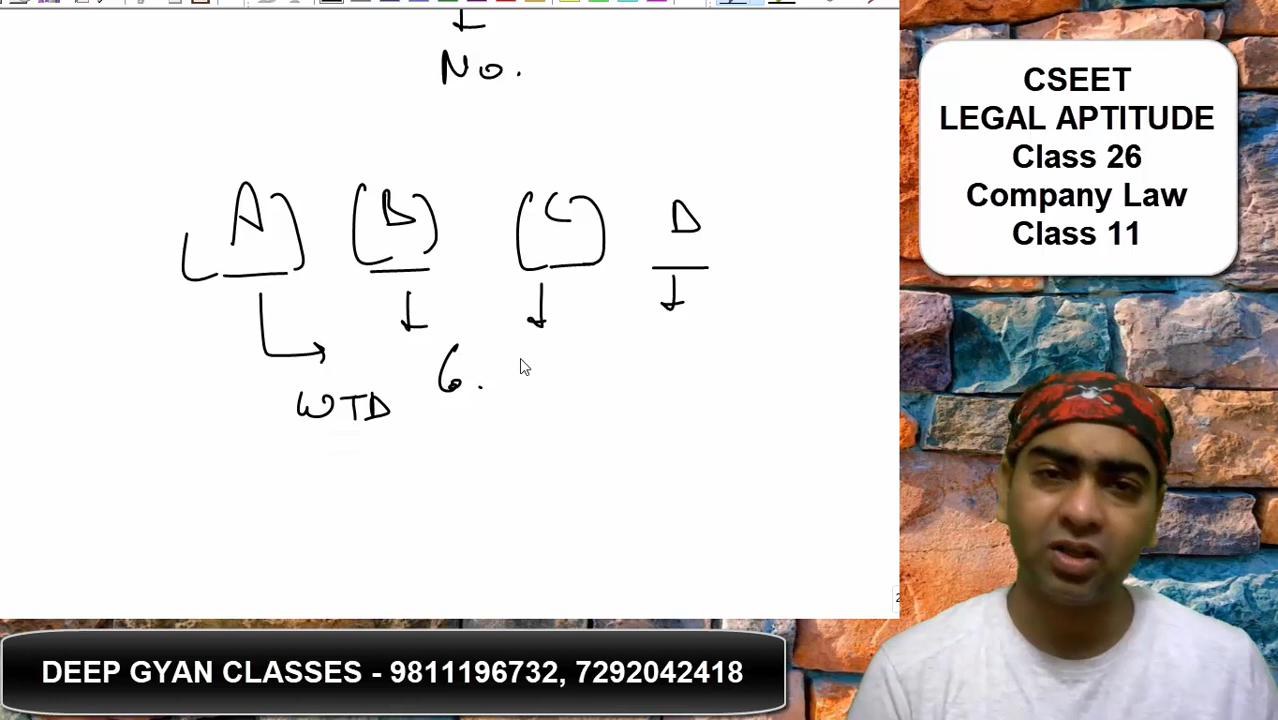 No.
CSEET
LEGAL APTITUDE
Class 26
Company Law
Class 11
A B C D
6.
WTD
DEEP GYAN CLASSES - 9811196732, 7292042418